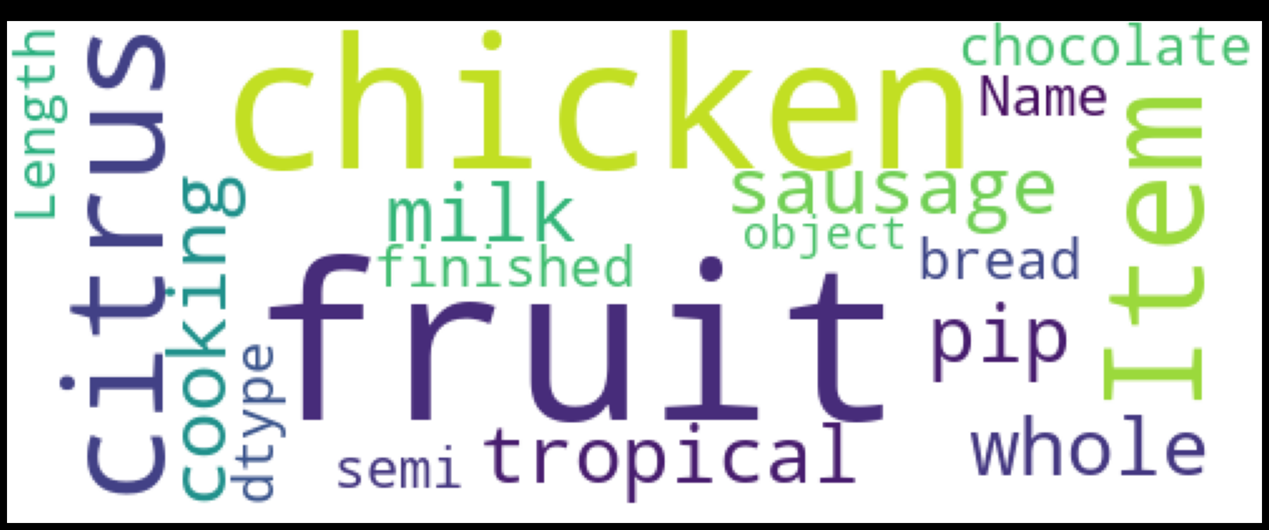 Length
citrus
chicken
chocolate
Name
Item
cooking
milk
sausage
object
finished
bread
fruit
pip
dtype
semi
tropical
whole